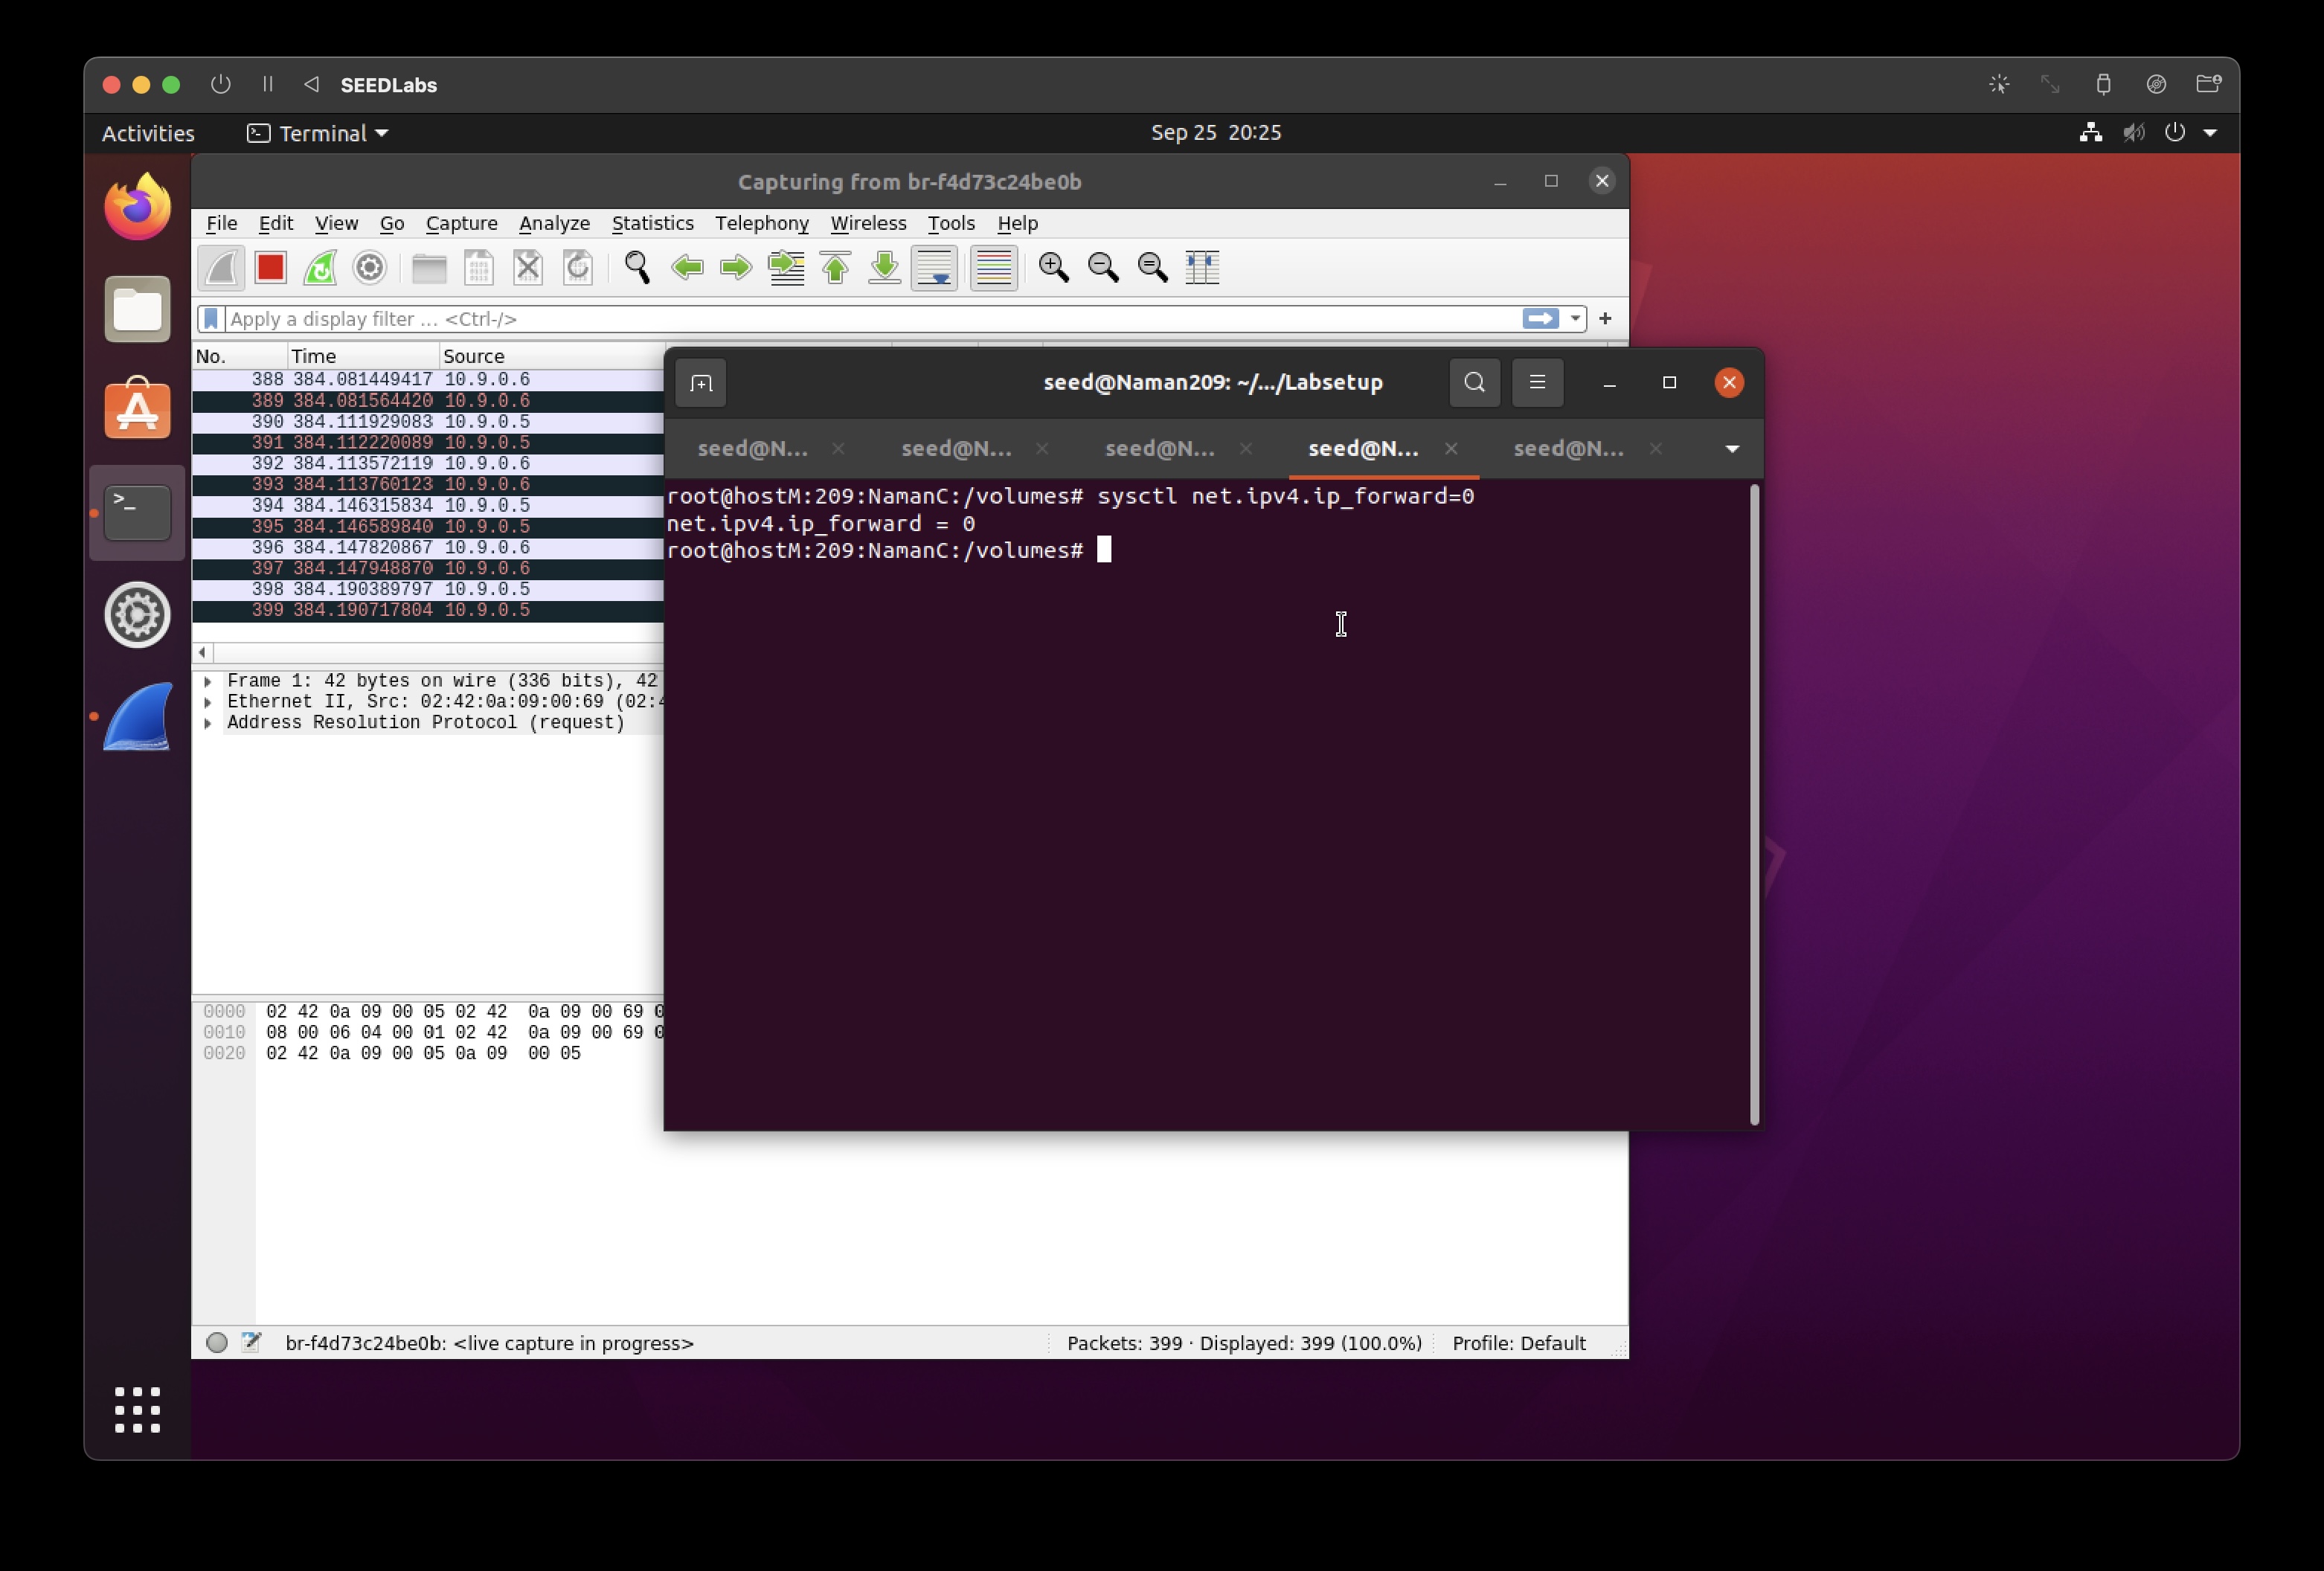 SEEDLabs
Activities
Terminal
Sep 25 20:25
Capturing from br-f4d73c24be0b
File Edit View Go Capture Analyze Statistics Telephony Wireless Tools Help
Apply a display filter … <Ctrl-/>
No. Time Source
388 384.081449417 10.9.0.6
389 384.081564420 10.9.0.6
390 384.111929083 10.9.0.5
391 384.112220089 10.9.0.5
392 384.113572119 10.9.0.6
393 384.113760123 10.9.0.6
394 384.146315834 10.9.0.5
395 384.146589840 10.9.0.5
396 384.147820867 10.9.0.6
397 384.147948870 10.9.0.6
398 384.190389797 10.9.0.5
399 384.190717804 10.9.0.5
Frame 1: 42 bytes on wire (336 bits), 42
Ethernet II, Src: 02:42:0a:09:00:69 (02:4
Address Resolution Protocol (request)
0000 02 42 0a 09 00 05 02 42 0a 09 00 69 0
0010 08 00 06 04 00 01 02 42 0a 09 00 69 0
0020 02 42 0a 09 00 05 0a 09 00 05
br-f4d73c24be0b: <live capture in progress>
Packets: 399 · Displayed: 399 (100.0%)
Profile: Default
seed@Naman209: ~/.../Labsetup
seed@N... seed@N... seed@N... seed@N... seed@N...
root@hostM:209:NamanC:/volumes# sysctl net.ipv4.ip_forward=0
net.ipv4.ip_forward = 0
root@hostM:209:NamanC:/volumes#